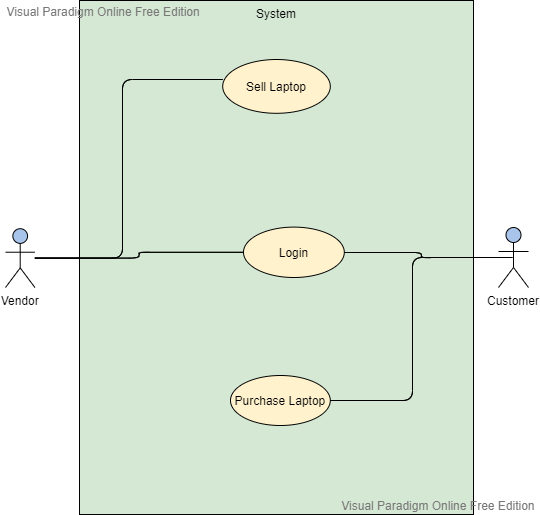 Visual Paradigm Online Free Edition
System
Sell Laptop
Login
Vendor
Customer
Purchase Laptop
Visual Paradigm Online Free Edition